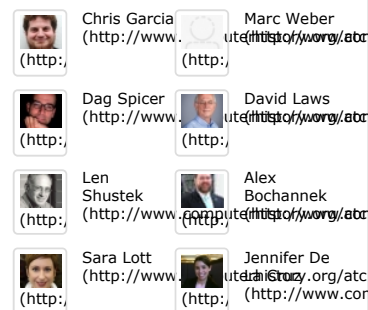 Chris Garcia
(http://www.
(http:/
Marc Weber
(http:/
Dag Spicer
(http://www.
(http:/
David Laws
(http:/
Len
Shustek
(http://www.
(http:/
Alex
Bochannek
(http:/
Sara Lott
(http://www.
(http:/
Jennifer De
(http://www.con
(http:/